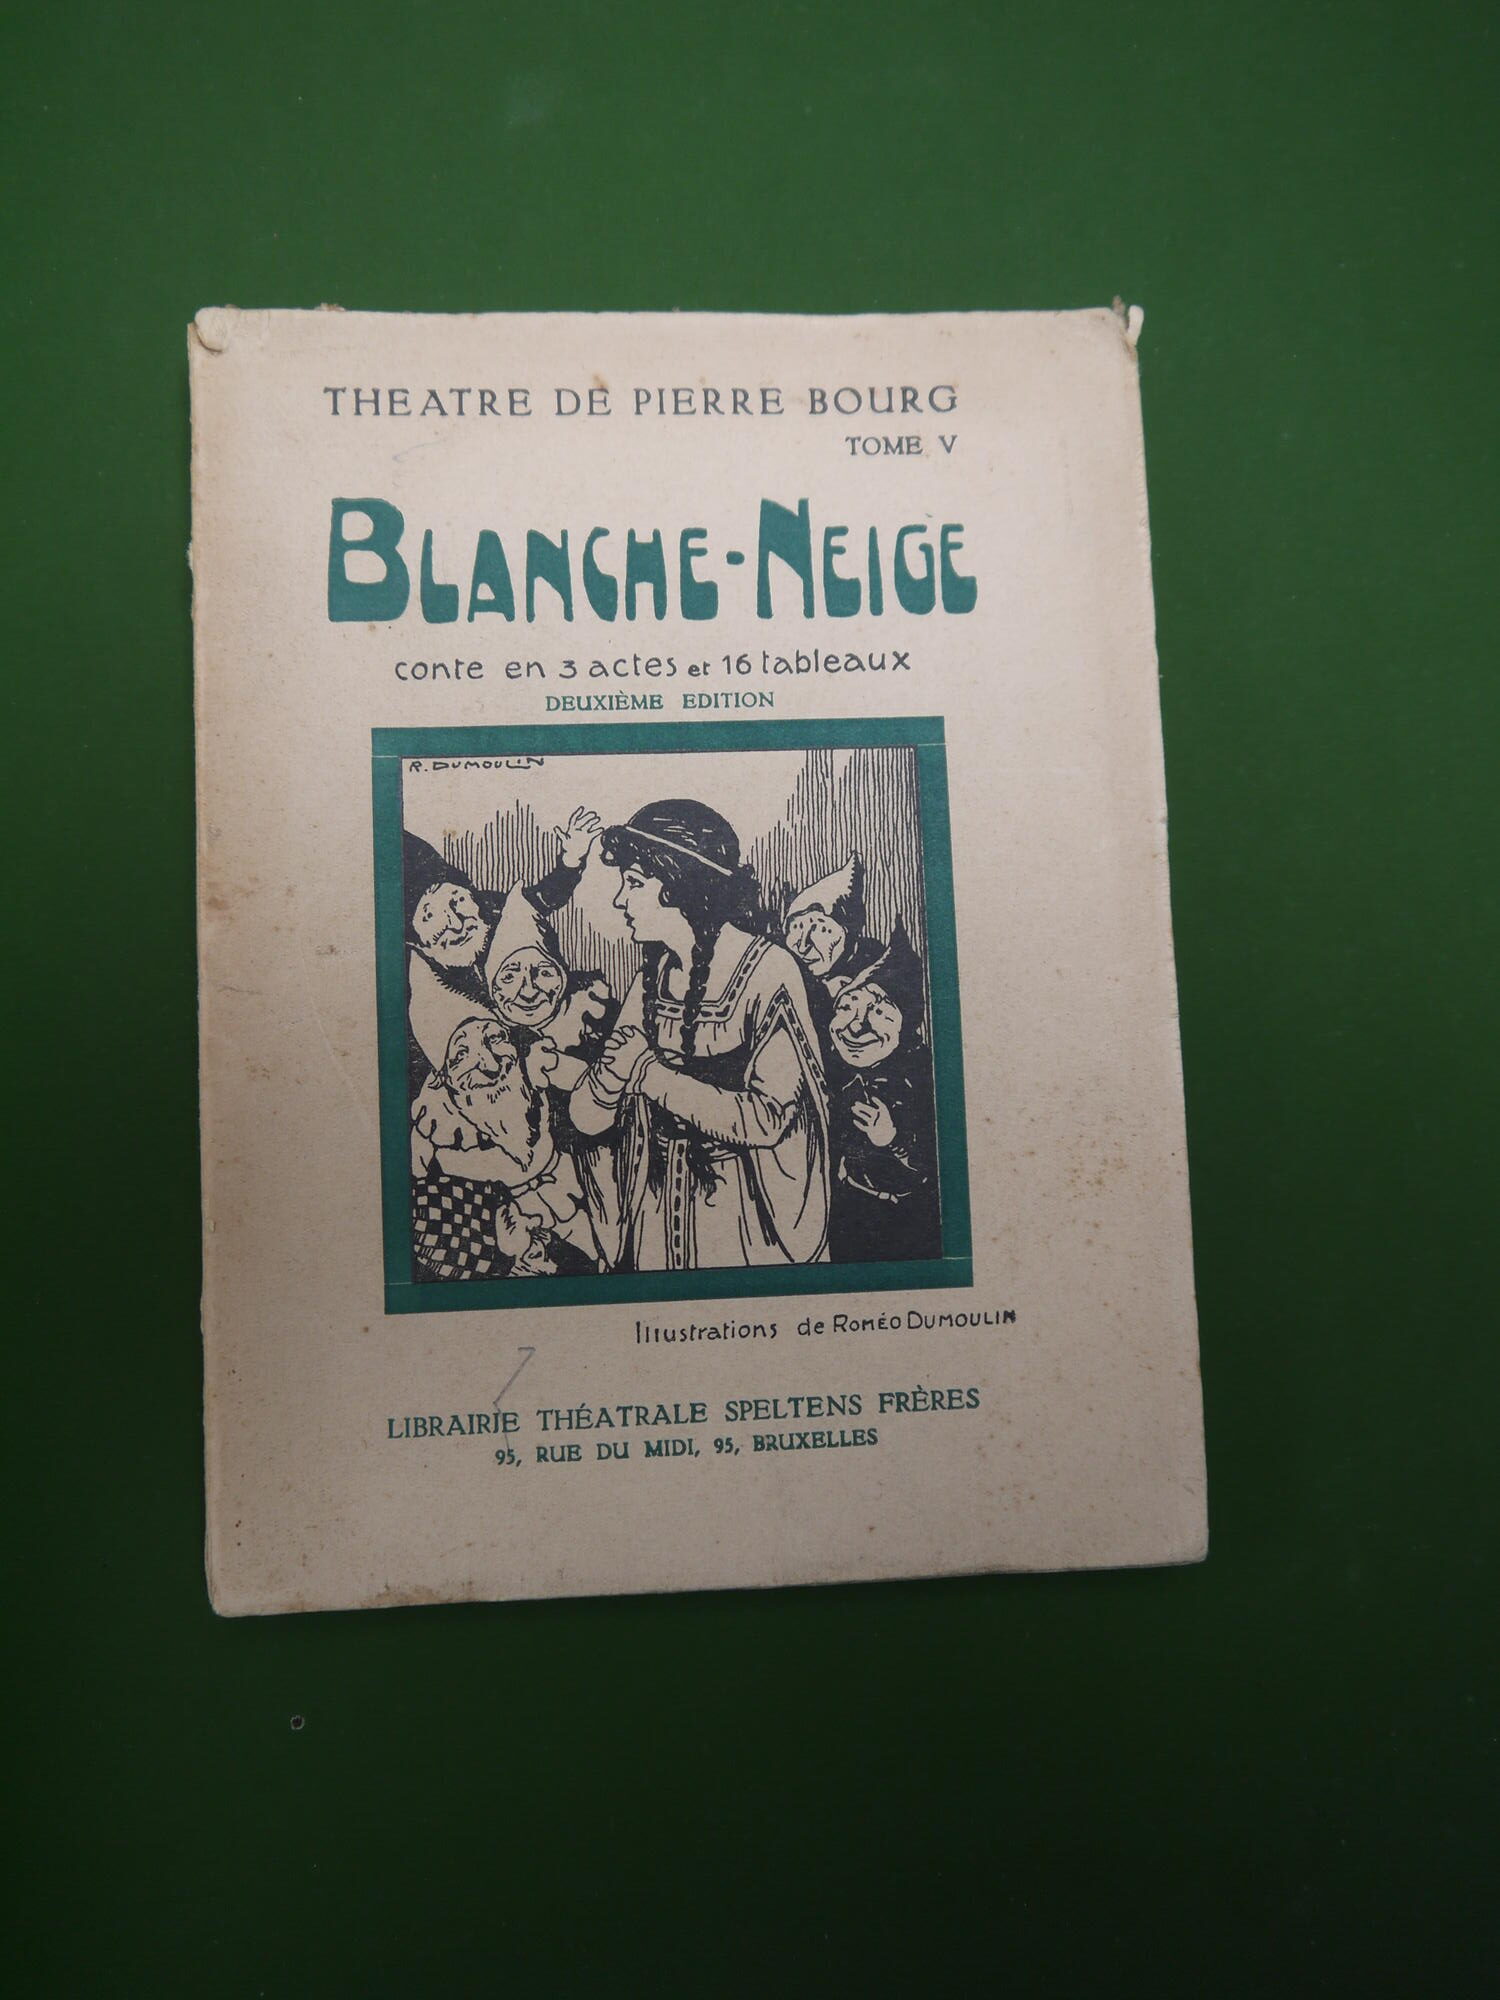 THEATRE DE PIERRE BOURG
TOME V
BLANCHE-NEIGE
conte en 3 actes et 16 tableaux
DEUXIÈME EDITION
R. DUMOULIN
Illustrations de ROMÉO DUMOULIN
LIBRAIRIE THÉATRALE SPELTENS FRÈRES
95, RUE DU MIDI, 95, BRUXELLES